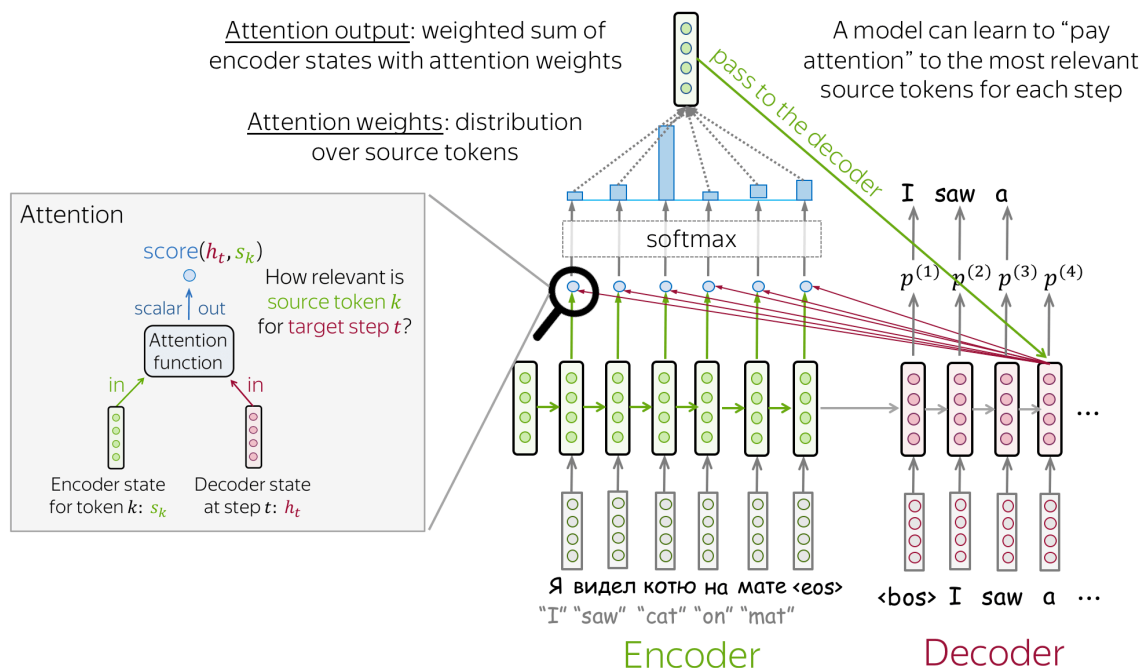 Attention output: weighted sum of
encoder states with attention weights
A model can learn to “pay
attention” to the most relevant
source tokens for each step
pass to the decoder
Attention weights: distribution
over source tokens
I saw a
softmax
p⁽¹⁾ p⁽²⁾ p⁽³⁾ p⁽⁴⁾
Attention
score(hₜ, sₖ)
How relevant is
source token k
for target step t?
scalar out
Attention
function
in in
Encoder state
for token k: sₖ
Decoder state
at step t: hₜ
...
Я видел котю на мате <eos>
“I” “saw” “cat” “on” “mat”
<bos> I saw a ...
Encoder
Decoder